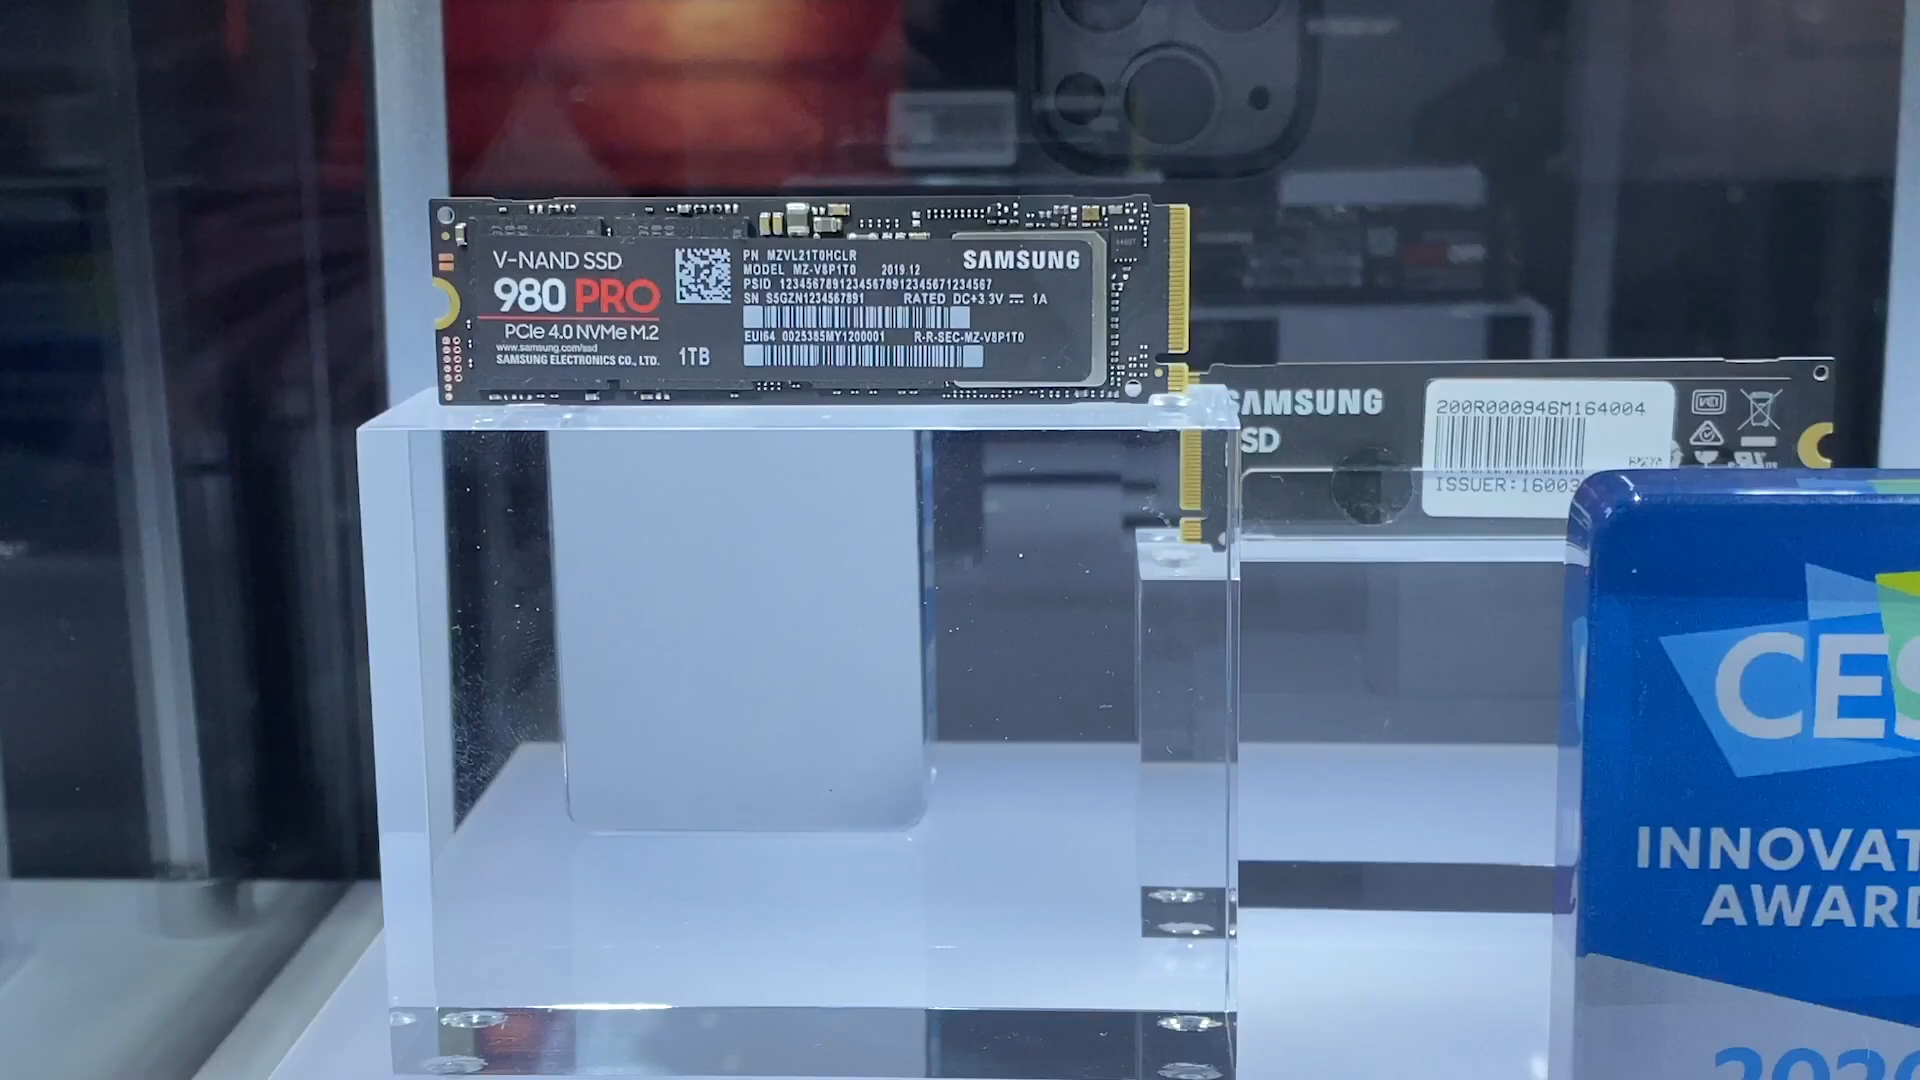 V-NAND SSD
980 PRO
PCIe 4.0 NVMe M.2
www.samsung.com/ssd
SAMSUNG ELECTRONICS CO., LTD.
1TB
PN MZVL21T0HCLR
MODEL MZ-V8P1T0 2019.12
PSID 12345678912345678912345671234567
SN S5GZN1234567891 RATED DC+3.3V ⎓ 1A
EUI64 0025385MY1200001 R-R-SEC-MZ-V8P1T0
SAMSUNG
SAMSUNG
SD
200R000946M164004
ISSUER:16003
CES
INNOVAT
AWARD
2020